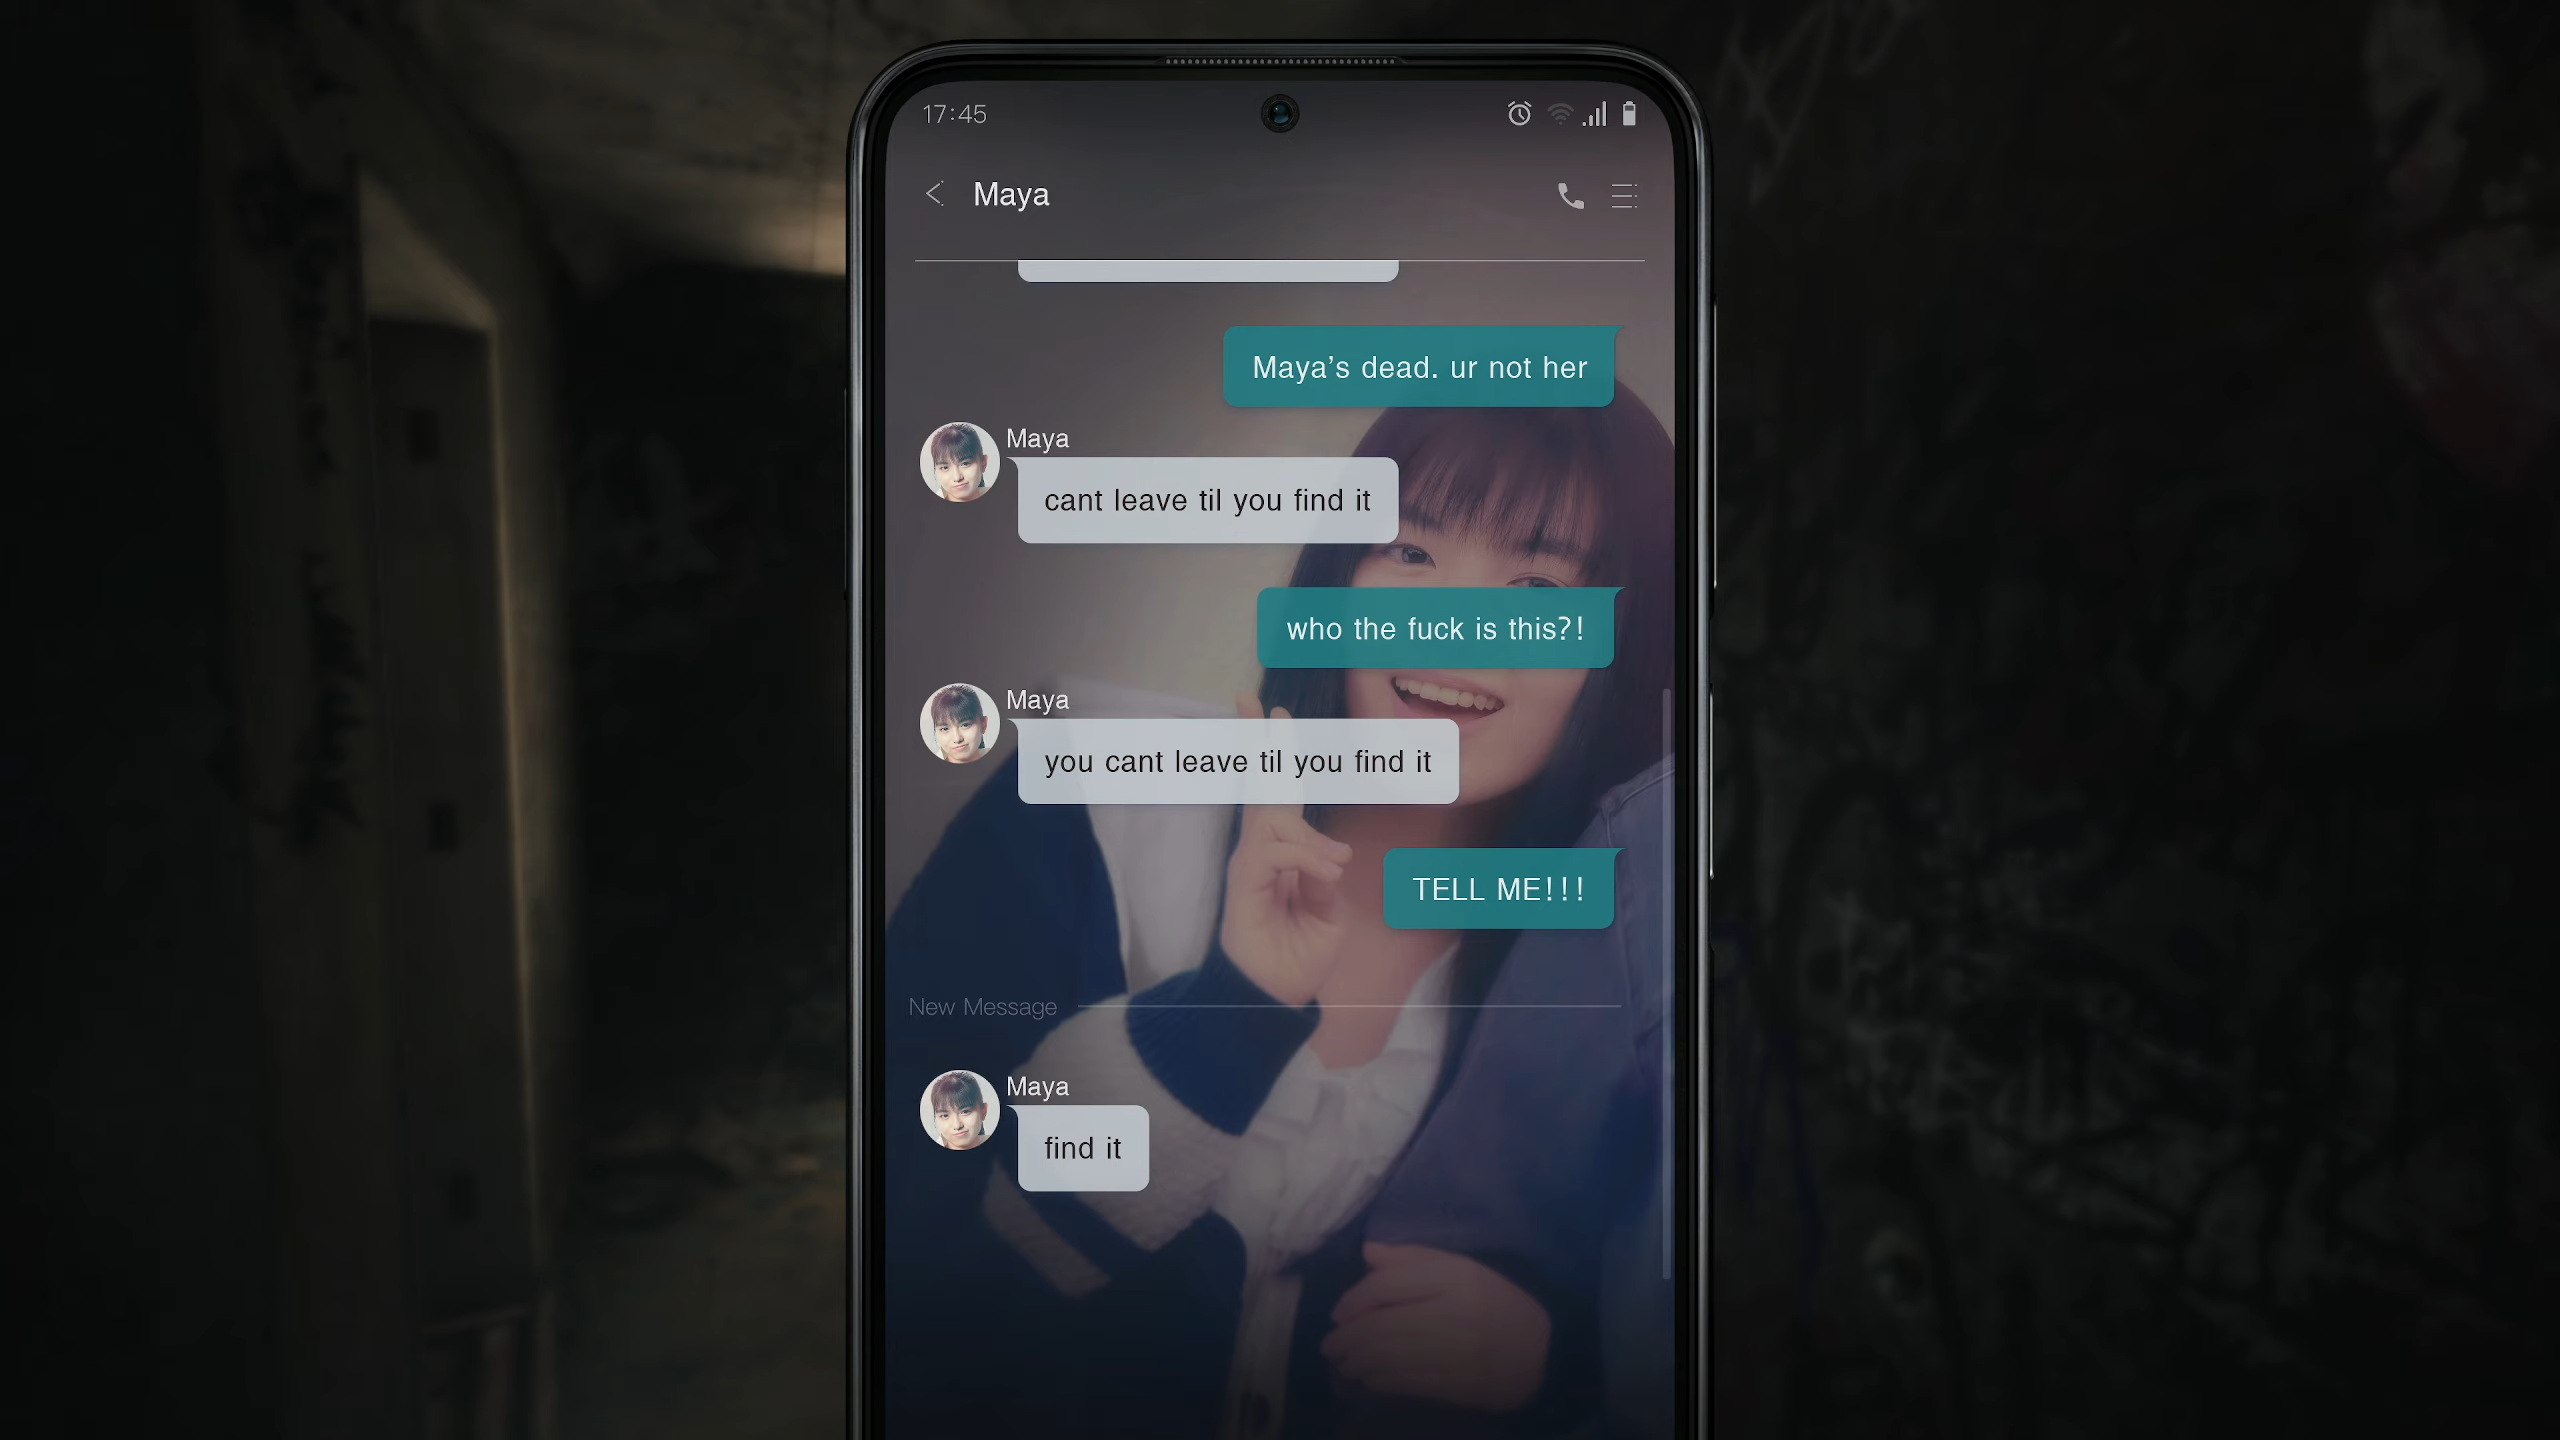 17:45
Maya
Maya’s dead. ur not her
Maya
cant leave til you find it
who the fuck is this?!
Maya
you cant leave til you find it
TELL ME!!!
New Message
Maya
find it